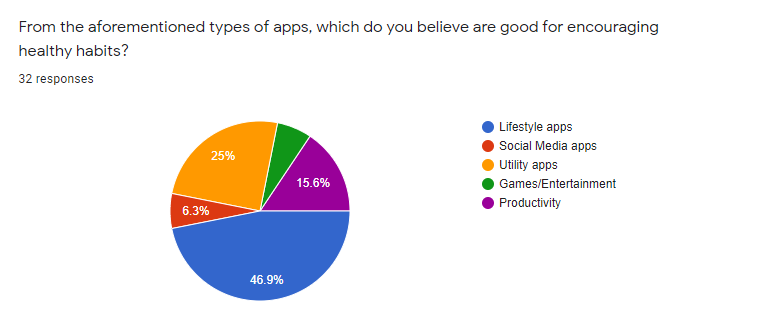 From the aforementioned types of apps, which do you believe are good for encouraging
healthy habits?
32 responses
25%
15.6%
6.3%
46.9%
Lifestyle apps
Social Media apps
Utility apps
Games/Entertainment
Productivity